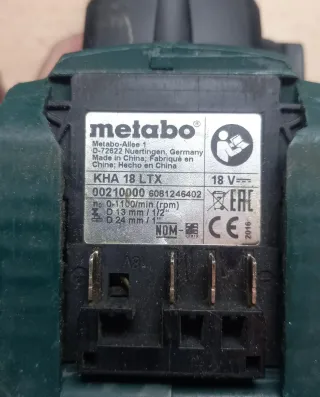 metabo
Metabo-Allee 1
D-72622 Nuertingen, Germany
Made in China; Fabriqué en
Chine; Hecho en China
KHA 18 LTX 18 V
00210000 6081246402
n₀ 0-1100/min (rpm)
D 13 mm / 1/2"
D 24 mm / 1"
NOM
CE EAC
2016